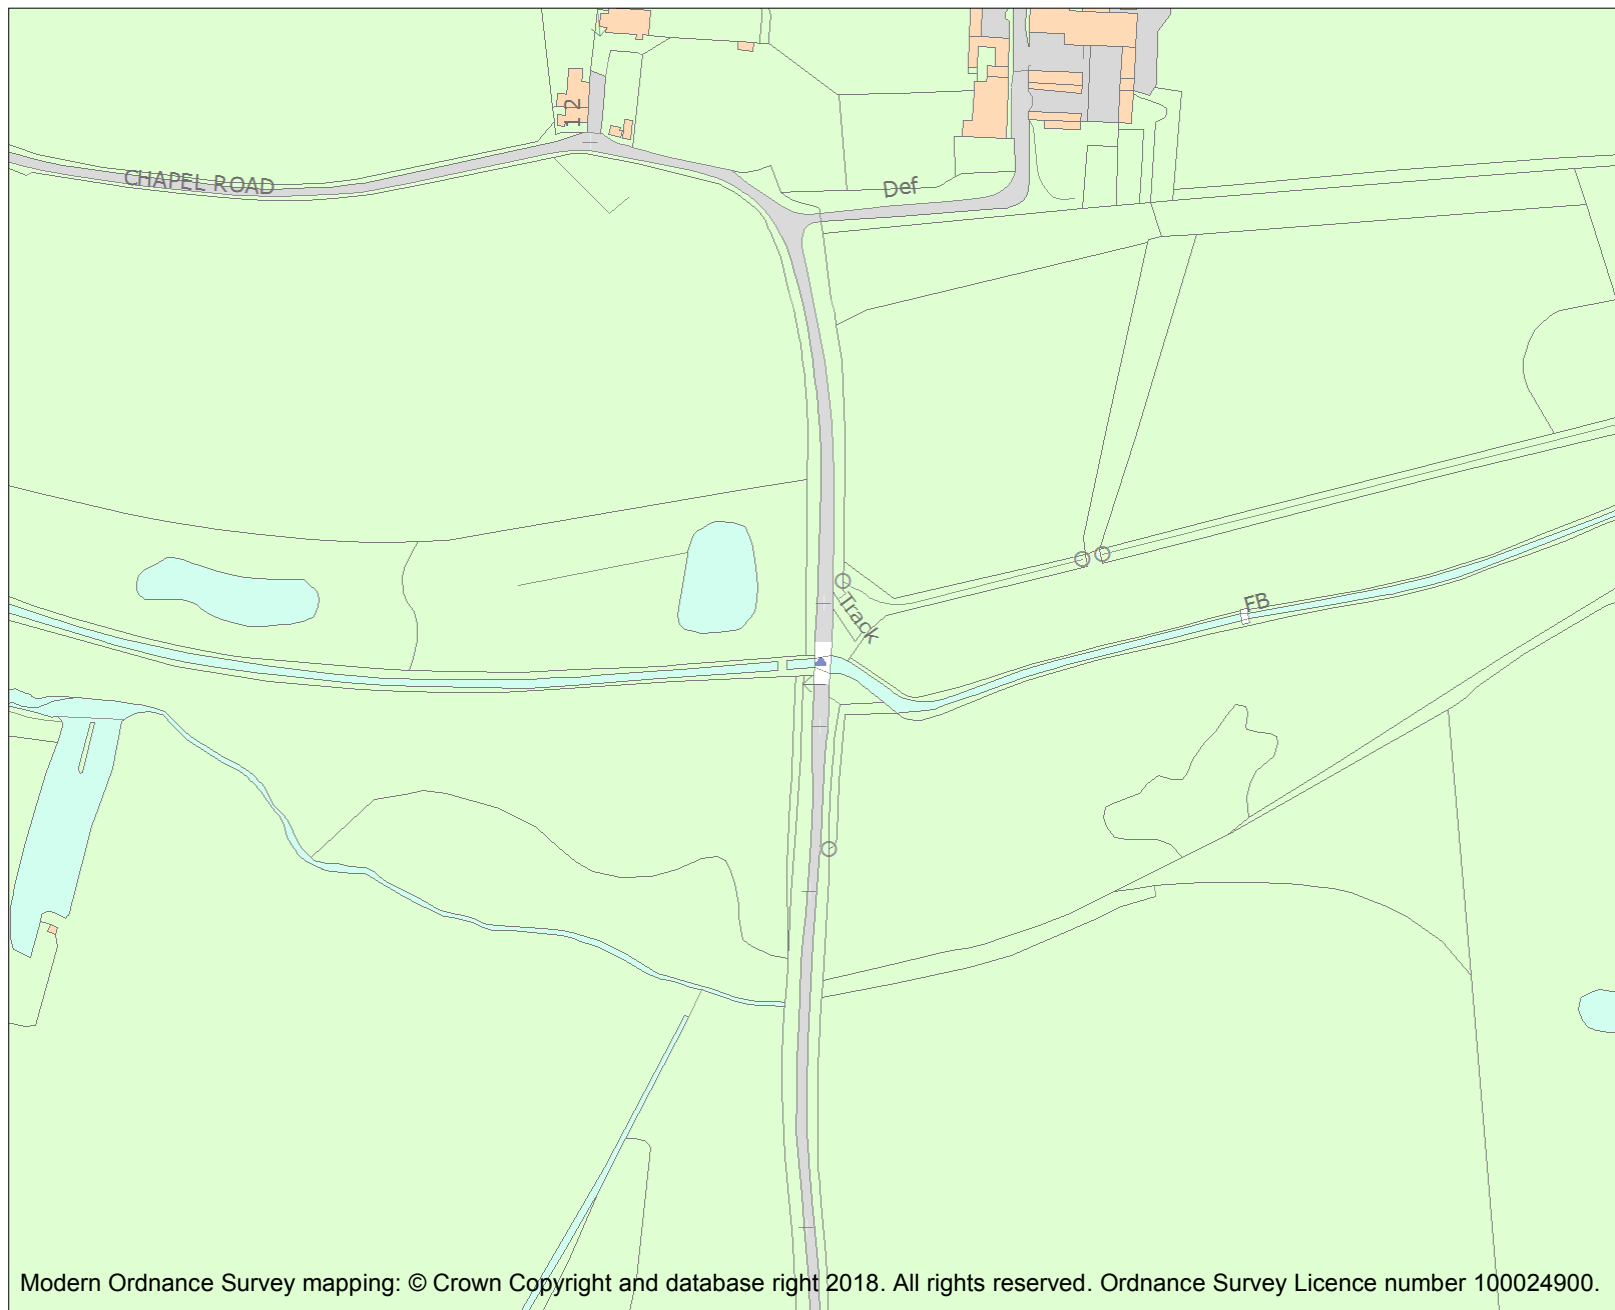 12
CHAPEL ROAD
Def
Track
FB
Modern Ordnance Survey mapping: © Crown Copyright and database right 2018. All rights reserved. Ordnance Survey Licence number 100024900.